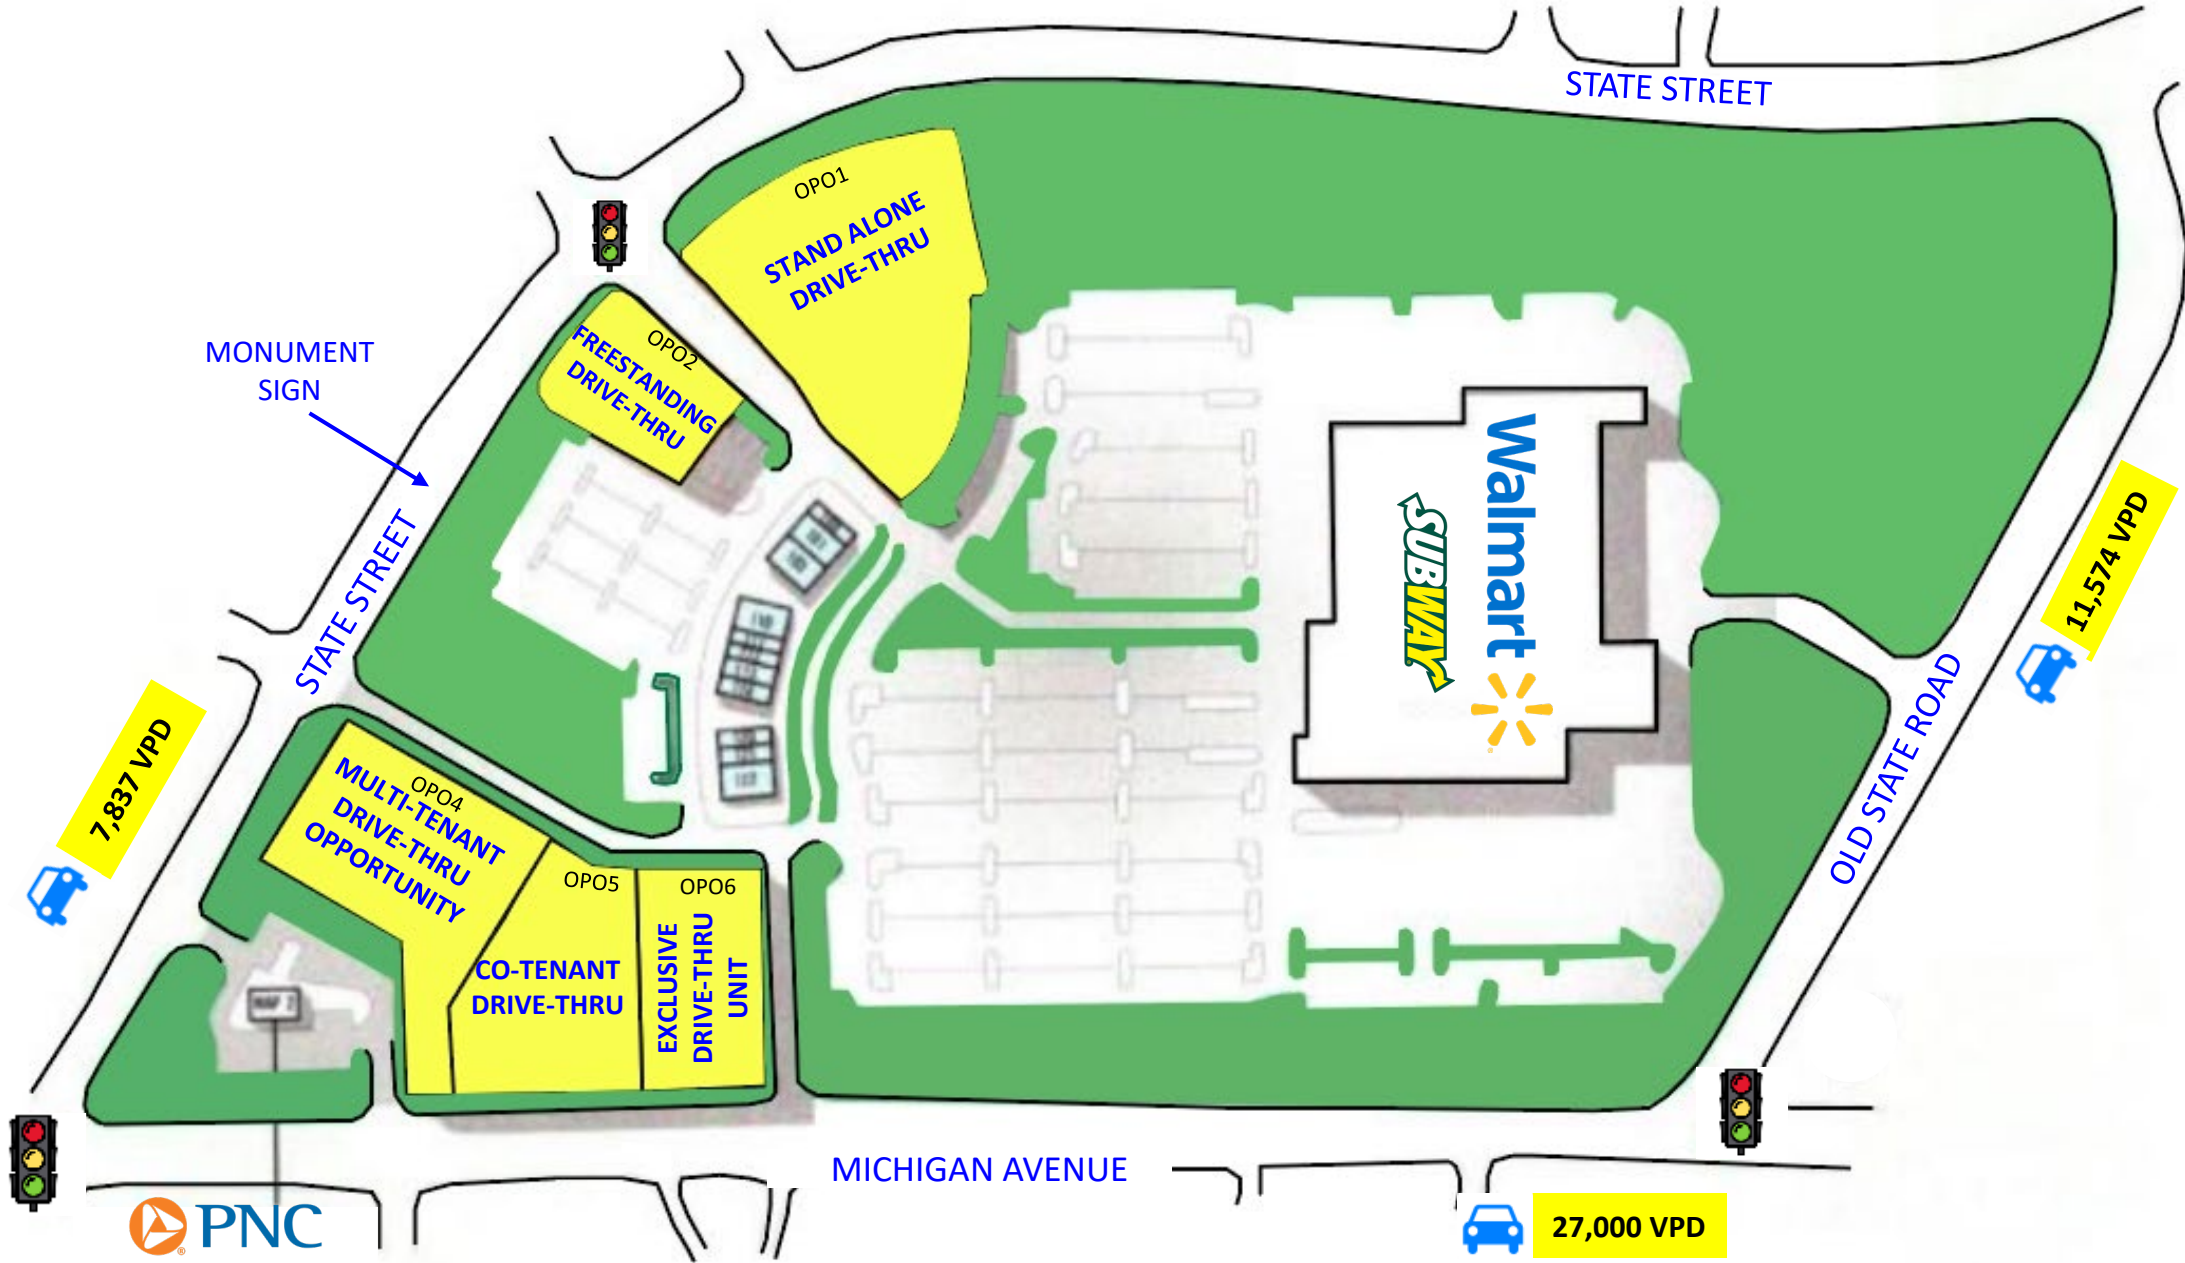 STATE STREET
OPO1
STAND ALONE
DRIVE-THRU
OPO2
FREESTANDING
DRIVE-THRU
MONUMENT
SIGN
STATE STREET
Walmart
SUBWAY
11,574 VPD
OLD STATE ROAD
7,837 VPD
OPO4
MULTI-TENANT
DRIVE-THRU
OPPORTUNITY
OPO5
CO-TENANT
DRIVE-THRU
OPO6
EXCLUSIVE
DRIVE-THRU
UNIT
MICHIGAN AVENUE
PNC
27,000 VPD